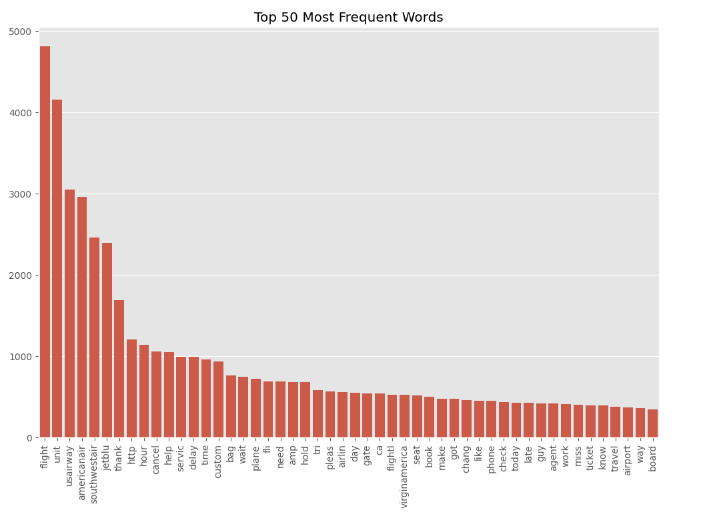 Top 50 Most Frequent Words
5000
4000
3000
2000
1000
0
flight
unit
usairway
americanair
southwestair
jetblu
thank
http
hour
cancel
help
servic
delay
time
custom
bag
wait
plane
fli
need
amp
hold
tri
pleas
airlin
day
gate
ca
flightl
virginamerica
seat
book
make
got
chang
like
phone
check
today
late
guy
agent
work
miss
ticket
know
travel
airport
way
board